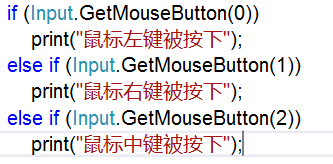 if (Input.GetMouseButton(0))
print("鼠标左键被按下");
else if (Input.GetMouseButton(1))
print("鼠标右键被按下");
else if (Input.GetMouseButton(2))
print("鼠标中键被按下");